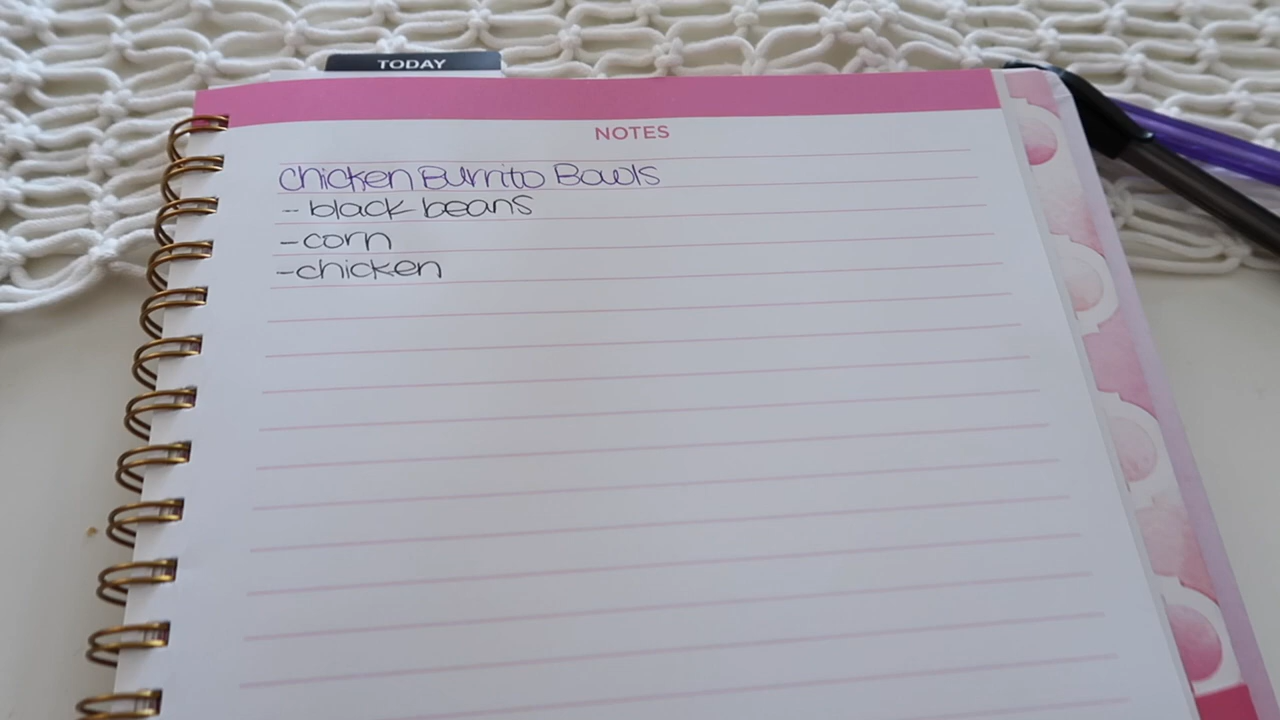 TODAY
NOTES
Chicken Burrito Bowls
- black beans
- corn
- chicken